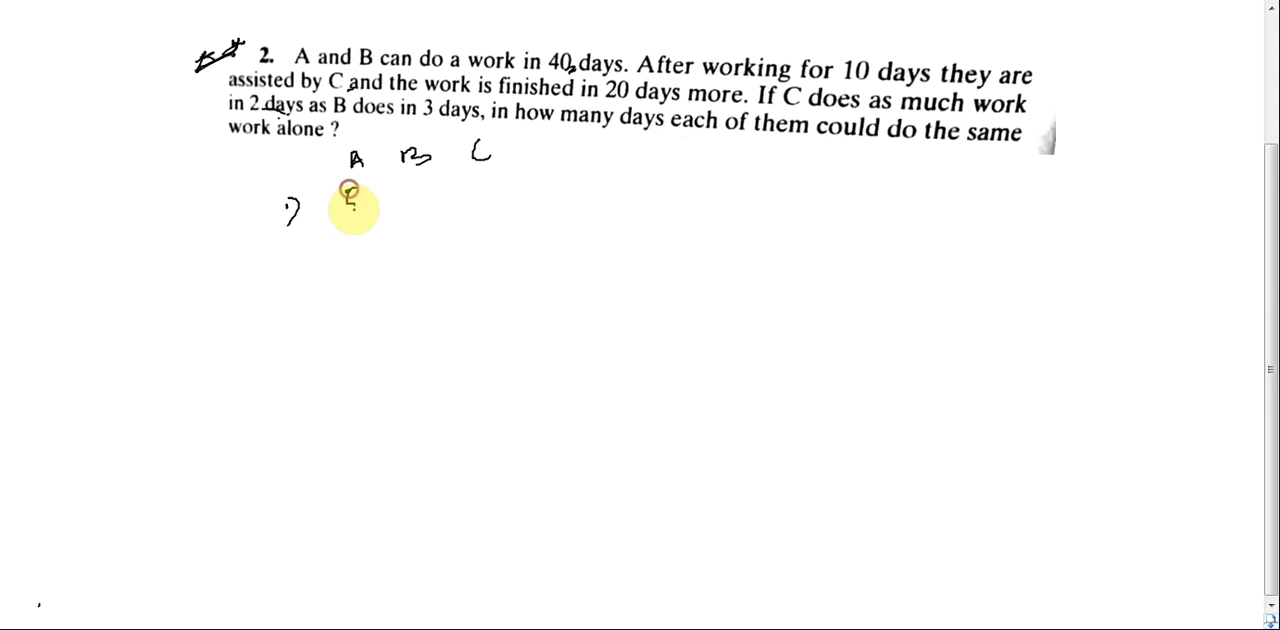 2. A and B can do a work in 40 days. After working for 10 days they are
assisted by C and the work is finished in 20 days more. If C does as much work
in 2 days as B does in 3 days, in how many days each of them could do the same
work alone ?
A B C